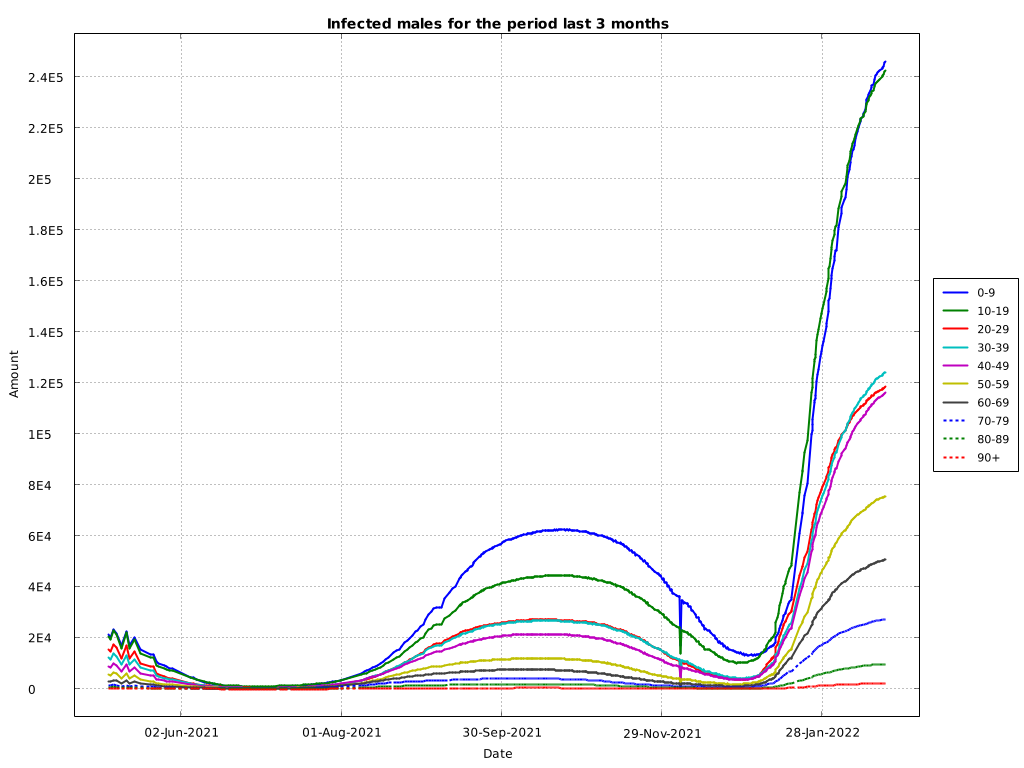 Infected males for the period last 3 months
2.4E5
2.2E5
2E5
1.8E5
1.6E5
1.4E5
1.2E5
1E5
8E4
6E4
4E4
2E4
0
Amount
02-Jun-2021 01-Aug-2021 30-Sep-2021 29-Nov-2021 28-Jan-2022
Date
0-9
10-19
20-29
30-39
40-49
50-59
60-69
70-79
80-89
90+